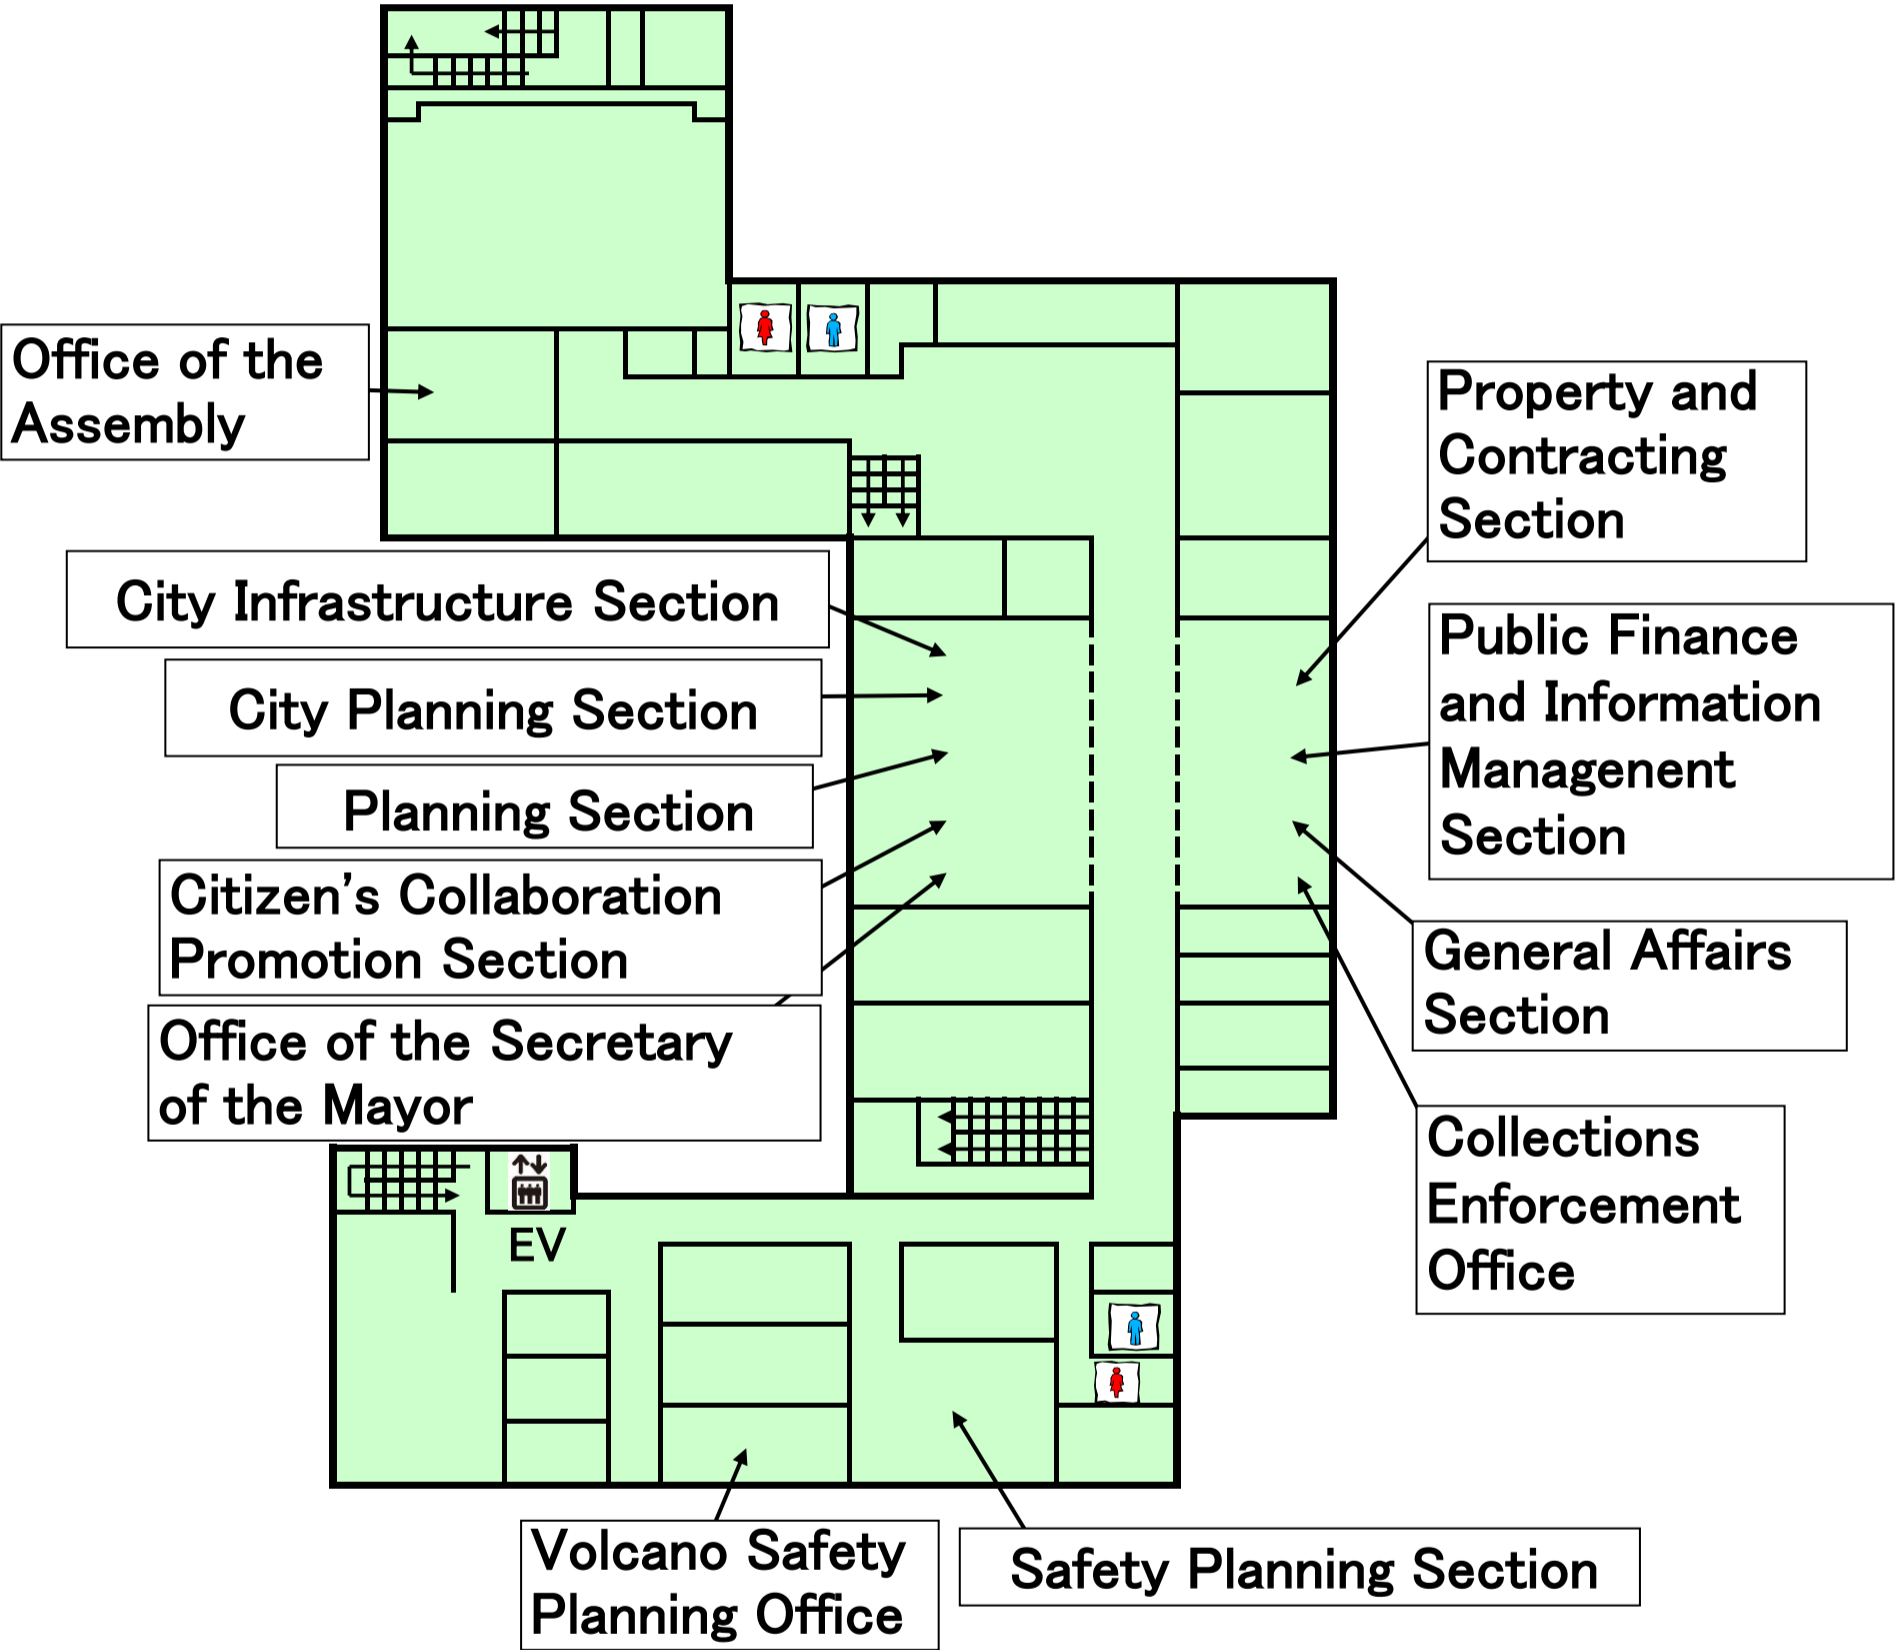 Office of the
Assembly
Property and
Contracting
Section
City Infrastructure Section
Public Finance
and Information
Managenent
Section
City Planning Section
Planning Section
Citizen's Collaboration
Promotion Section
General Affairs
Section
Office of the Secretary
of the Mayor
Collections
Enforcement
Office
EV
Volcano Safety
Planning Office
Safety Planning Section